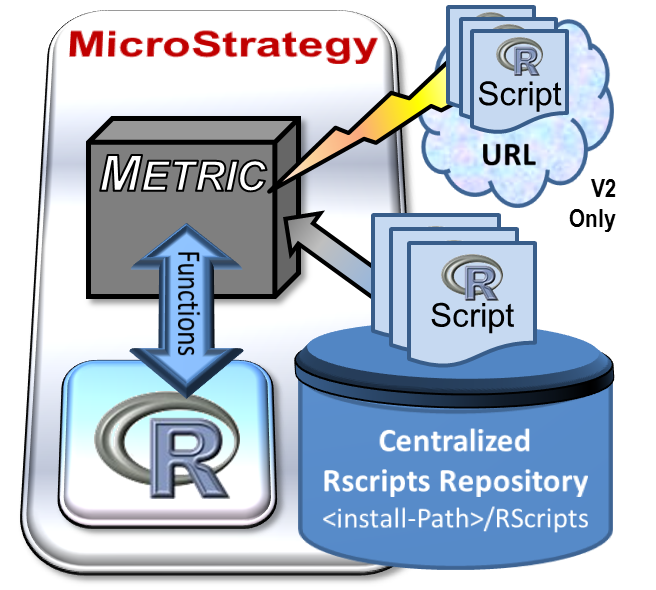 MicroStrategy
R
Script
URL
V2
Only
METRIC
Functions
R
Script
R
Centralized
Rscripts Repository
<install-Path>/RScripts